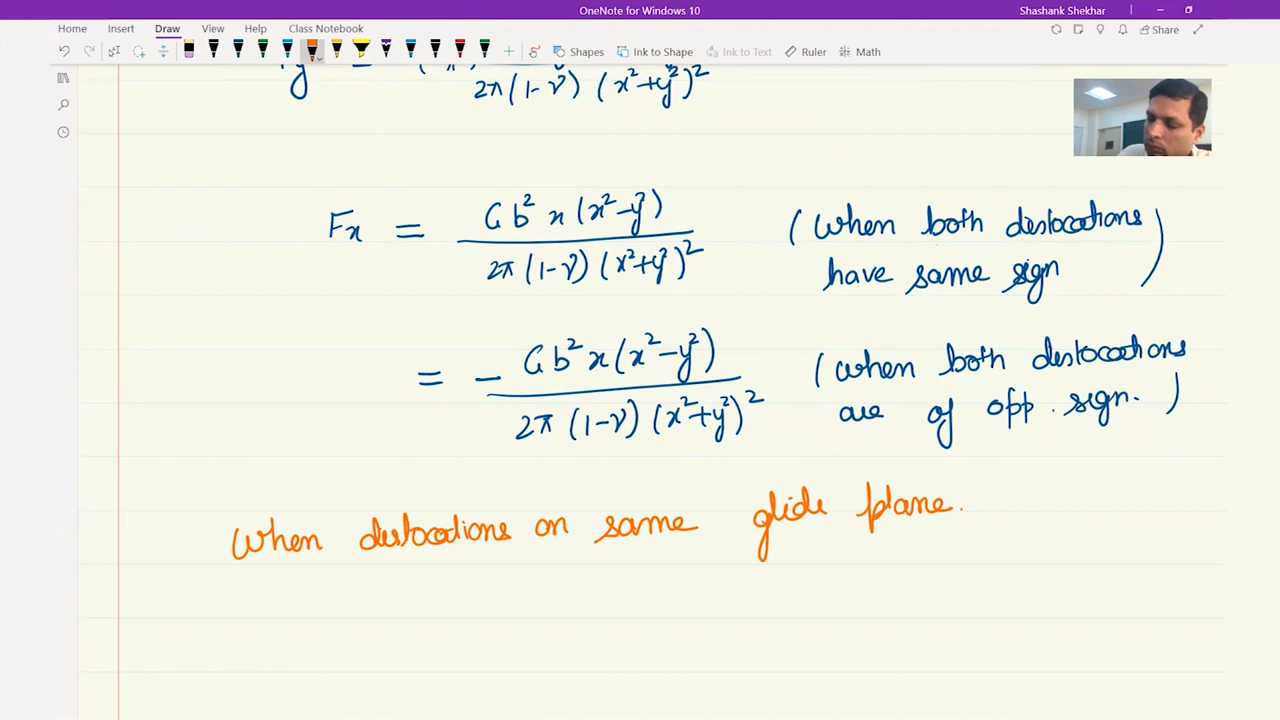 OneNote for Windows 10
Shashank Shekhar
Home Insert Draw View Help Class Notebook
Share
Shapes Ink to Shape Ink to Text Ruler Math
2π(1-ν) (x²+y²)²
Fx = Gb² x (x²-y²) / 2π (1-ν) (x²+y²)² (when both dislocations
have same sign)
= - Gb² x (x²-y²) / 2π (1-ν) (x²+y²)² (when both dislocations
are of opp. sign.)
When dislocations on same glide plane.